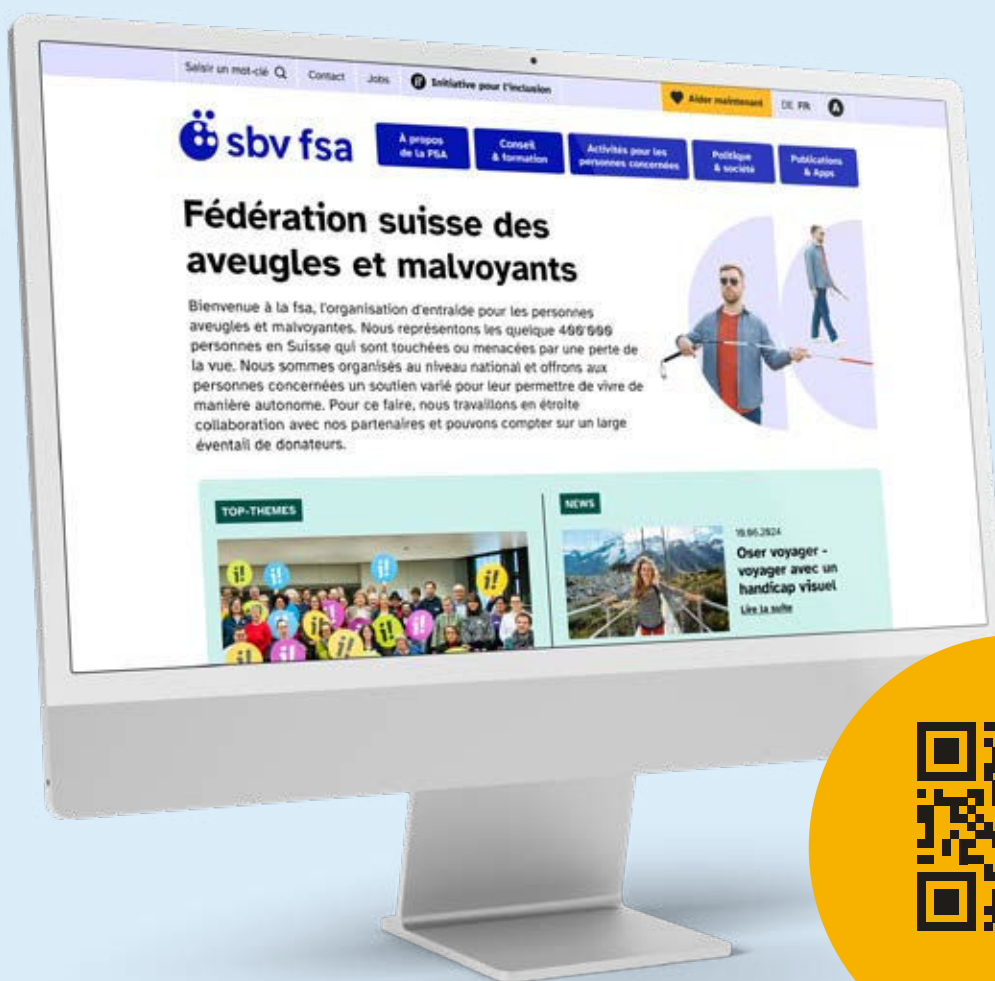 Saisir un mot-clé
Contact
Jobs
Initiative pour l'inclusion
Aider maintenant
DE FR
A
sbv fsa
À propos
de la FSA
Conseil
& formation
Activités pour les
personnes concernées
Politique
& société
Publications
& Apps
Fédération suisse des
aveugles et malvoyants
Bienvenue à la fsa, l'organisation d'entraide pour les personnes
aveugles et malvoyantes. Nous représentons les quelque 400'000
personnes en Suisse qui sont touchées ou menacées par une perte de
la vue. Nous sommes organisés au niveau national et offrons aux
personnes concernées un soutien varié pour leur permettre de vivre de
manière autonome. Pour ce faire, nous travaillons en étroite
collaboration avec nos partenaires et pouvons compter sur un large
éventail de donateurs.
TOP-THEMES
i!
i!
i!
i!
i!
i!
i!
i!
i!
NEWS
10.06.2024
Oser voyager -
voyager avec un
handicap visuel
Lire la suite